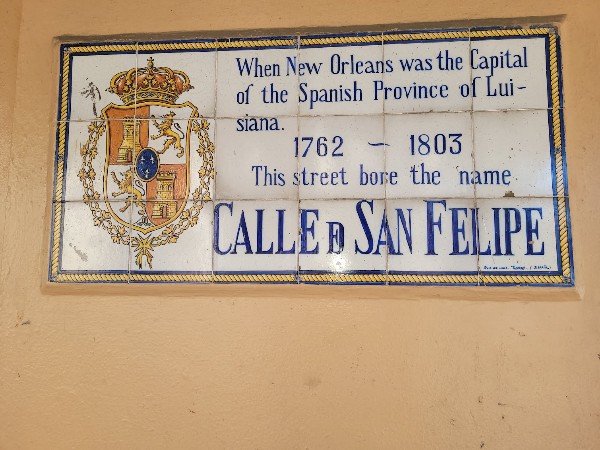 When New Orleans was the Capital
of the Spanish Province of Lui-
siana.
1762 ~ 1803
This street bore the name
CALLE D SAN FELIPE